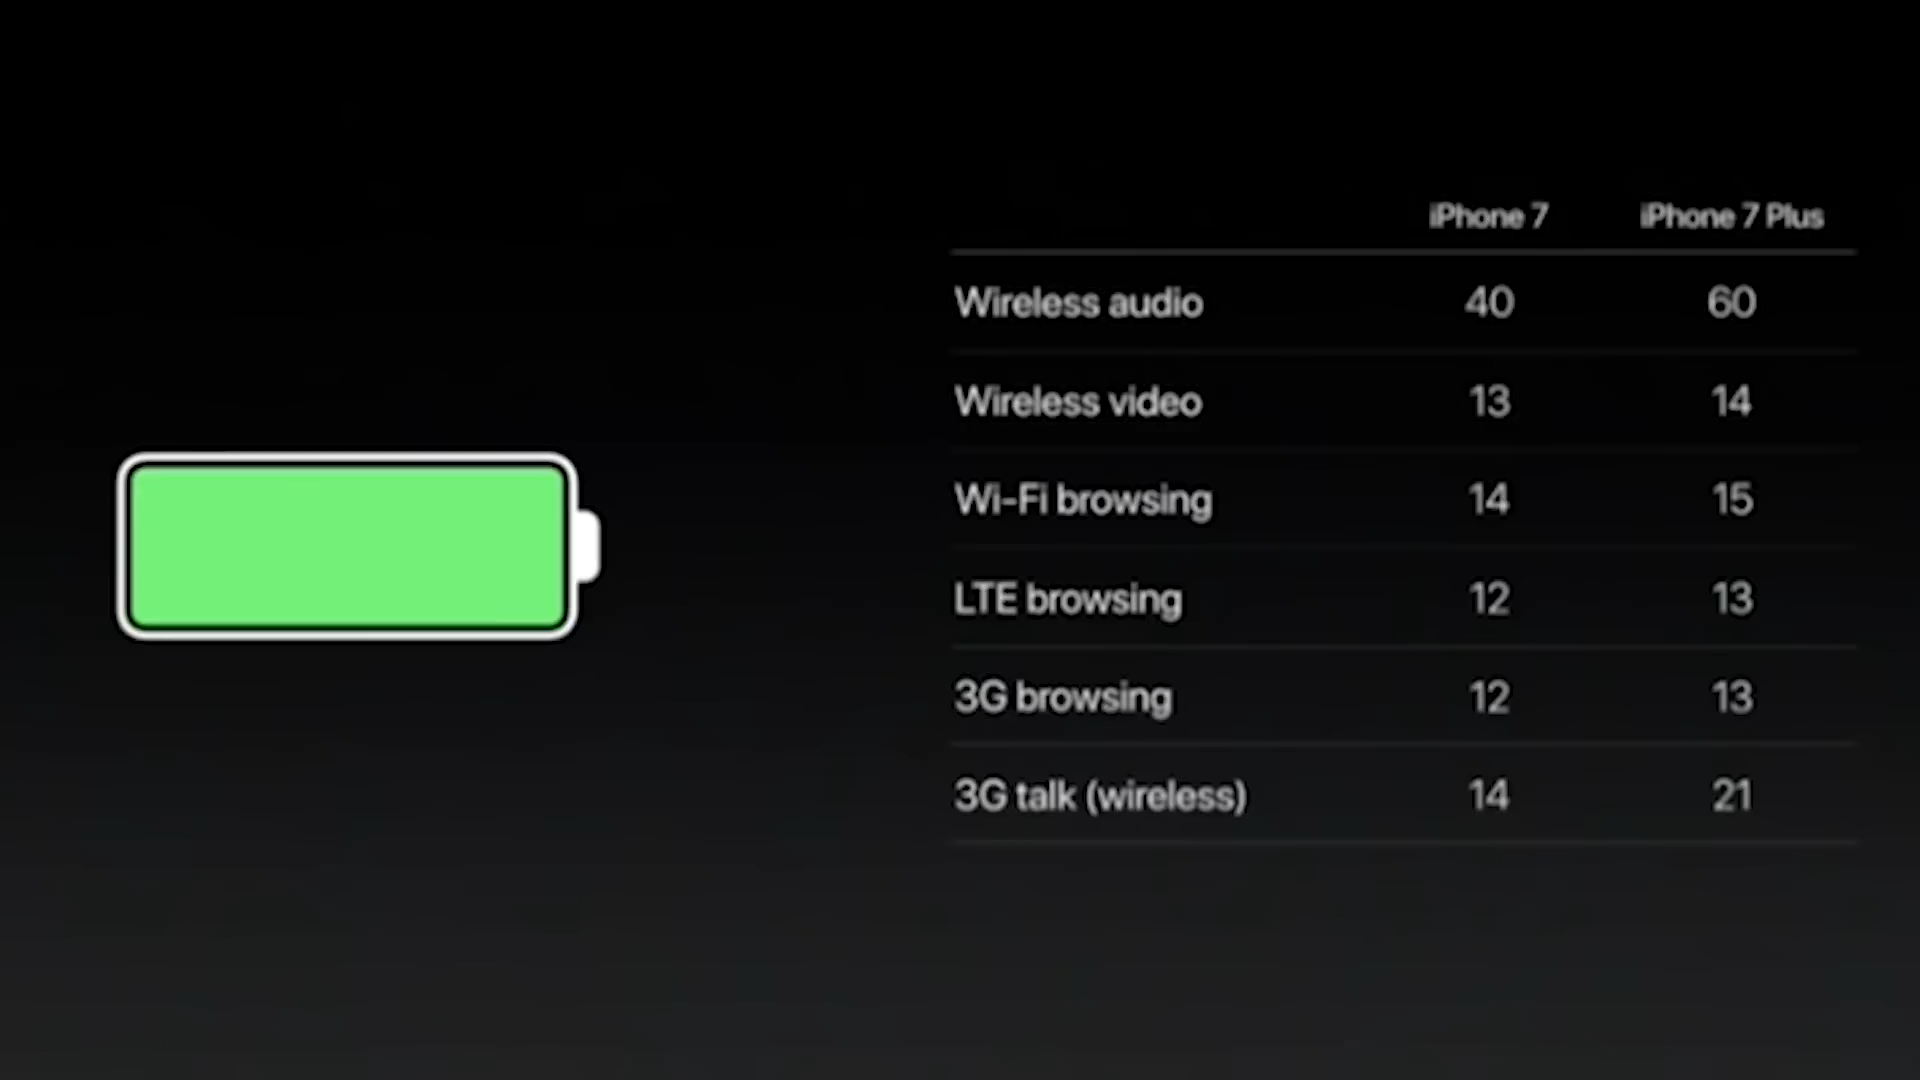 iPhone 7 iPhone 7 Plus
Wireless audio 40 60
Wireless video 13 14
Wi-Fi browsing 14 15
LTE browsing 12 13
3G browsing 12 13
3G talk (wireless) 14 21